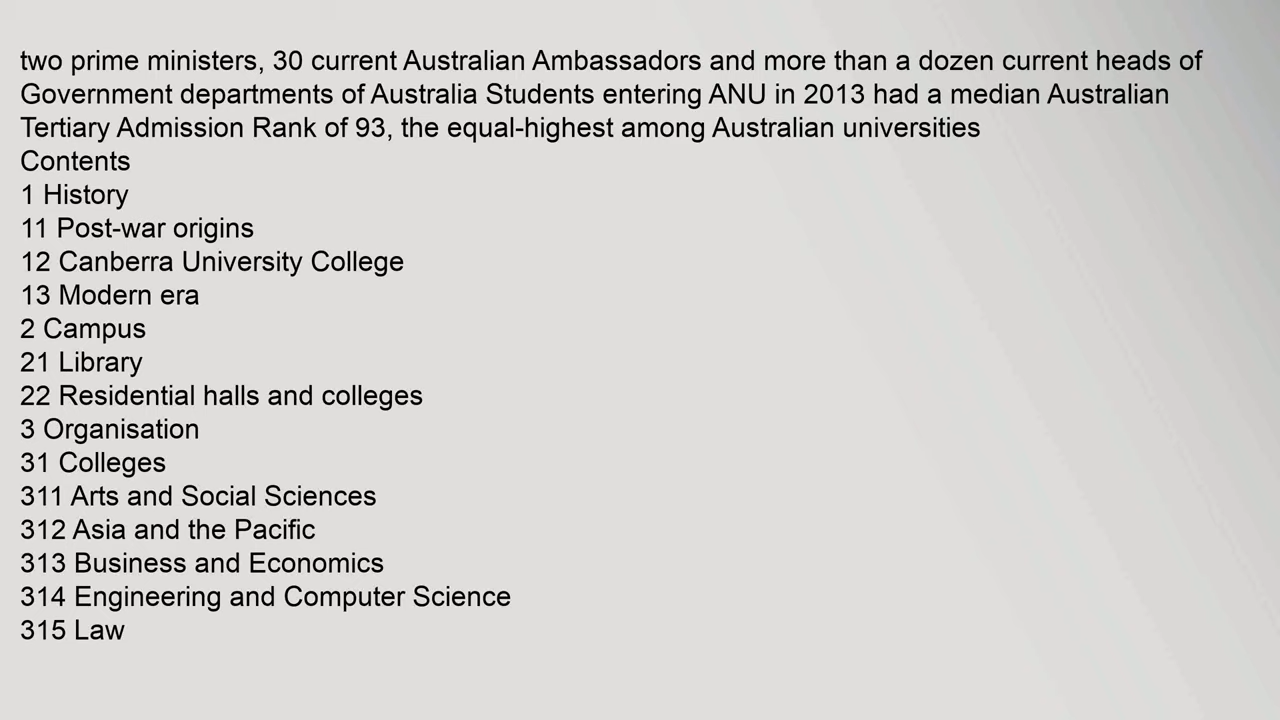 two prime ministers, 30 current Australian Ambassadors and more than a dozen current heads of
Government departments of Australia Students entering ANU in 2013 had a median Australian
Tertiary Admission Rank of 93, the equal-highest among Australian universities
Contents
1 History
11 Post-war origins
12 Canberra University College
13 Modern era
2 Campus
21 Library
22 Residential halls and colleges
3 Organisation
31 Colleges
311 Arts and Social Sciences
312 Asia and the Pacific
313 Business and Economics
314 Engineering and Computer Science
315 Law